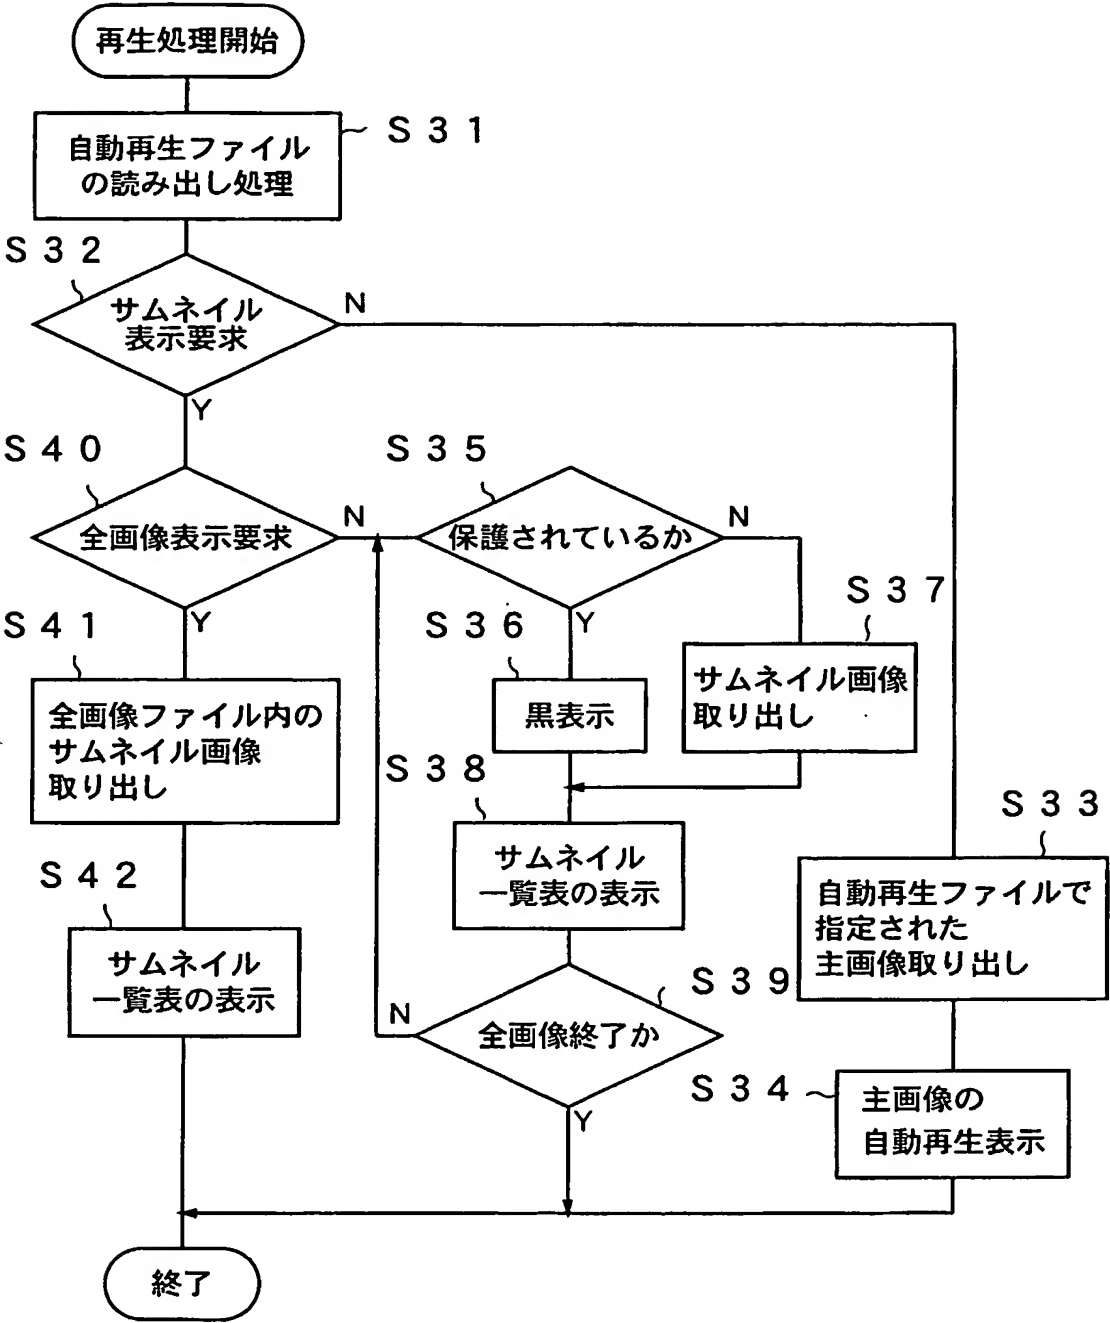 再生処理開始
S31
自動再生ファイル
の読み出し処理
S32
サムネイル
表示要求
N
Y
S40
全画像表示要求
N
Y
S35
保護されているか
N
Y
S41
全画像ファイル内の
サムネイル画像
取り出し
S36
黒表示
S37
サムネイル画像
取り出し
S38
サムネイル
一覧表の表示
S33
自動再生ファイルで
指定された
主画像取り出し
S42
サムネイル
一覧表の表示
S39
全画像終了か
N
Y
S34
主画像の
自動再生表示
終了